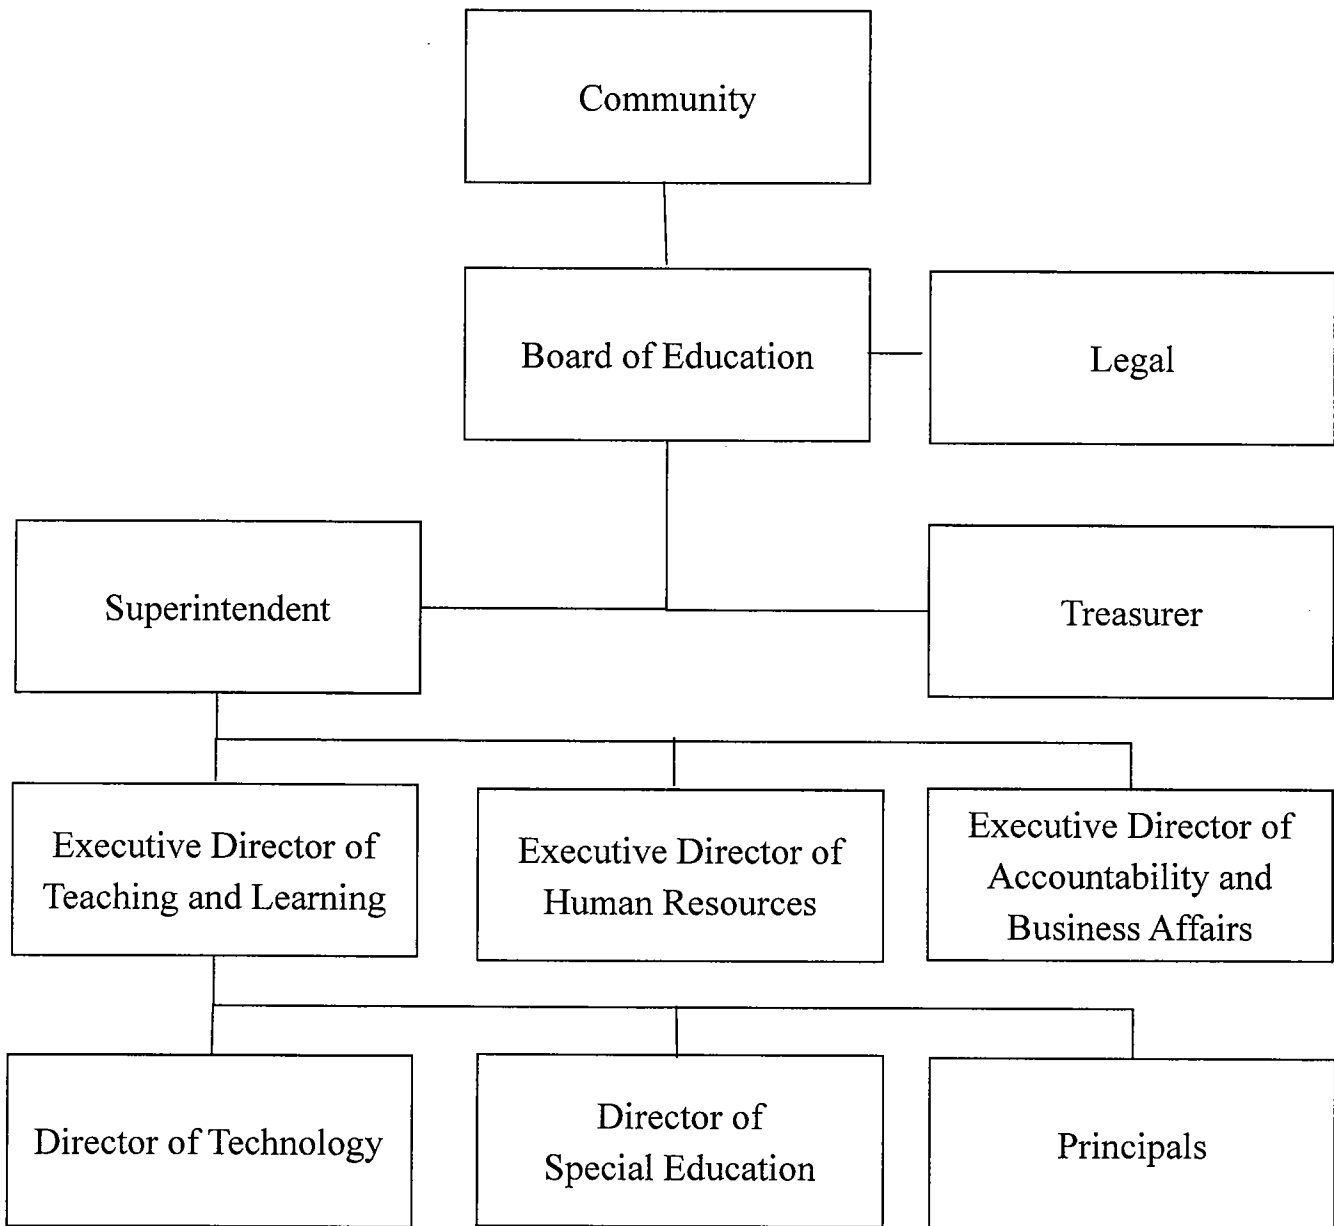 Community
Board of Education
Legal
Superintendent
Treasurer
Executive Director of
Teaching and Learning
Executive Director of
Human Resources
Executive Director of
Accountability and
Business Affairs
Director of Technology
Director of
Special Education
Principals